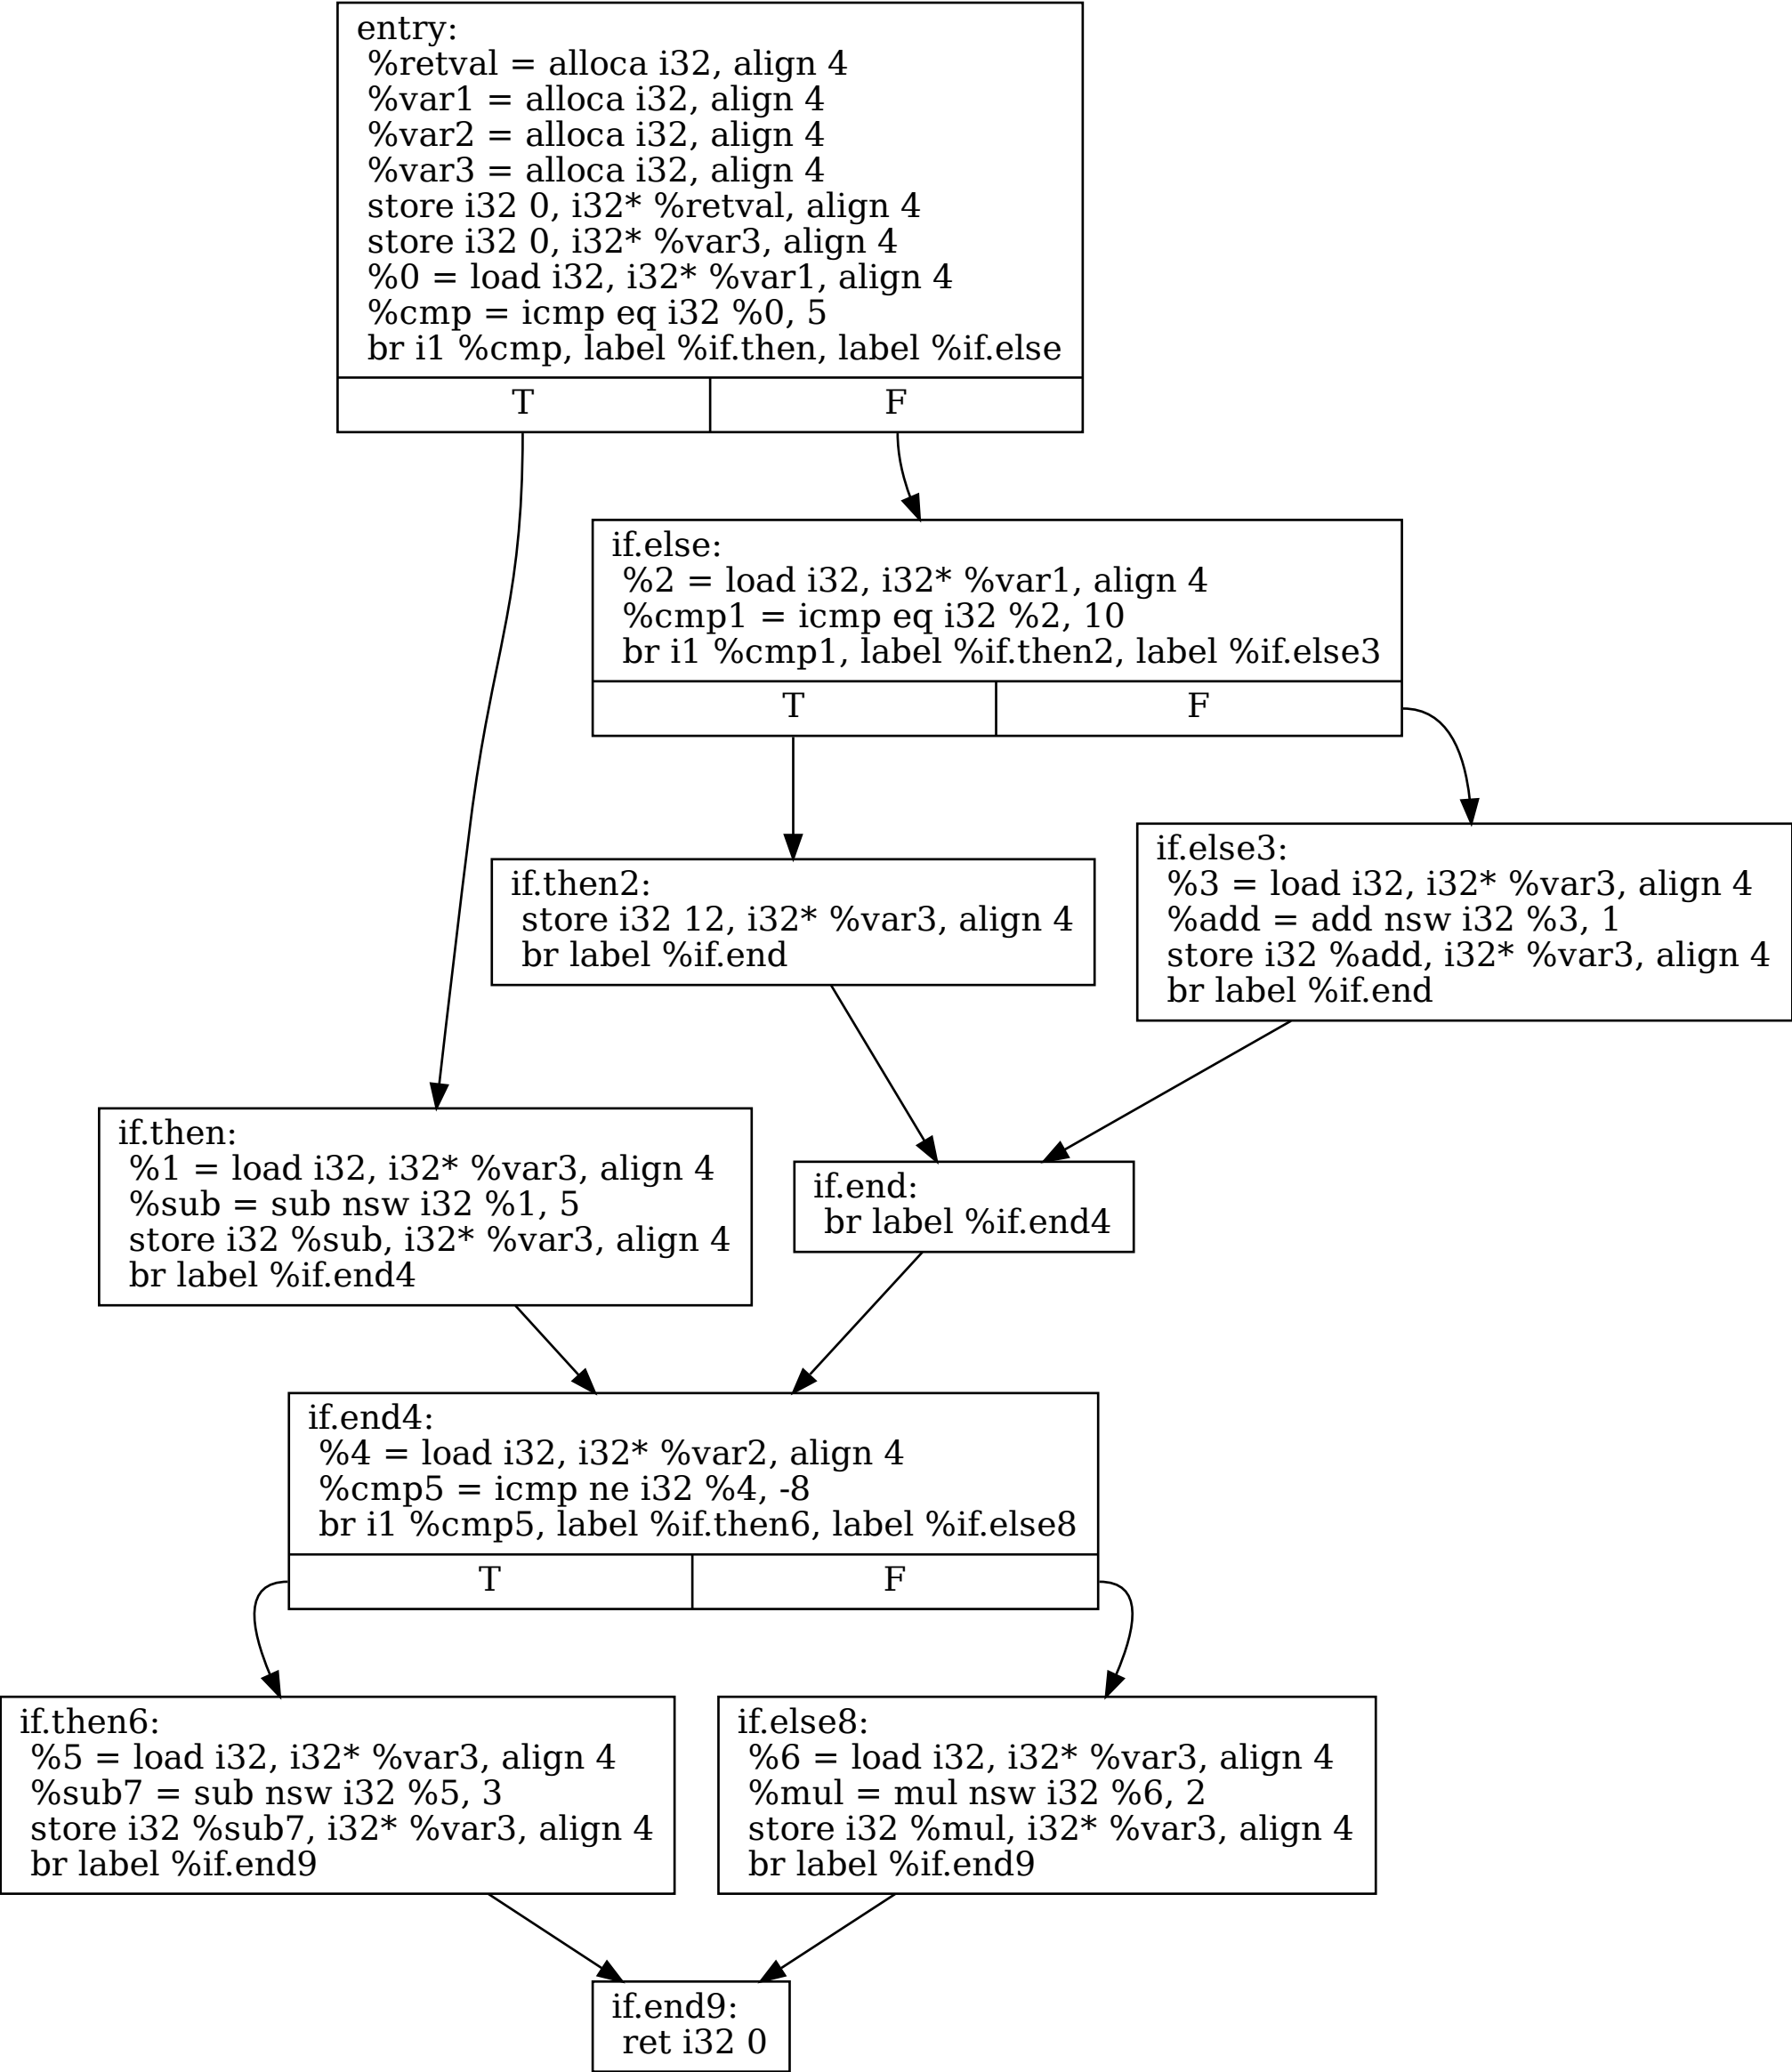 entry:
%retval = alloca i32, align 4
%var1 = alloca i32, align 4
%var2 = alloca i32, align 4
%var3 = alloca i32, align 4
store i32 0, i32* %retval, align 4
store i32 0, i32* %var3, align 4
%0 = load i32, i32* %var1, align 4
%cmp = icmp eq i32 %0, 5
br i1 %cmp, label %if.then, label %if.else
T
F
if.else:
%2 = load i32, i32* %var1, align 4
%cmp1 = icmp eq i32 %2, 10
br i1 %cmp1, label %if.then2, label %if.else3
T
F
if.then2:
store i32 12, i32* %var3, align 4
br label %if.end
if.else3:
%3 = load i32, i32* %var3, align 4
%add = add nsw i32 %3, 1
store i32 %add, i32* %var3, align 4
br label %if.end
if.then:
%1 = load i32, i32* %var3, align 4
%sub = sub nsw i32 %1, 5
store i32 %sub, i32* %var3, align 4
br label %if.end4
if.end:
br label %if.end4
if.end4:
%4 = load i32, i32* %var2, align 4
%cmp5 = icmp ne i32 %4, -8
br i1 %cmp5, label %if.then6, label %if.else8
T
F
if.then6:
%5 = load i32, i32* %var3, align 4
%sub7 = sub nsw i32 %5, 3
store i32 %sub7, i32* %var3, align 4
br label %if.end9
if.else8:
%6 = load i32, i32* %var3, align 4
%mul = mul nsw i32 %6, 2
store i32 %mul, i32* %var3, align 4
br label %if.end9
if.end9:
ret i32 0